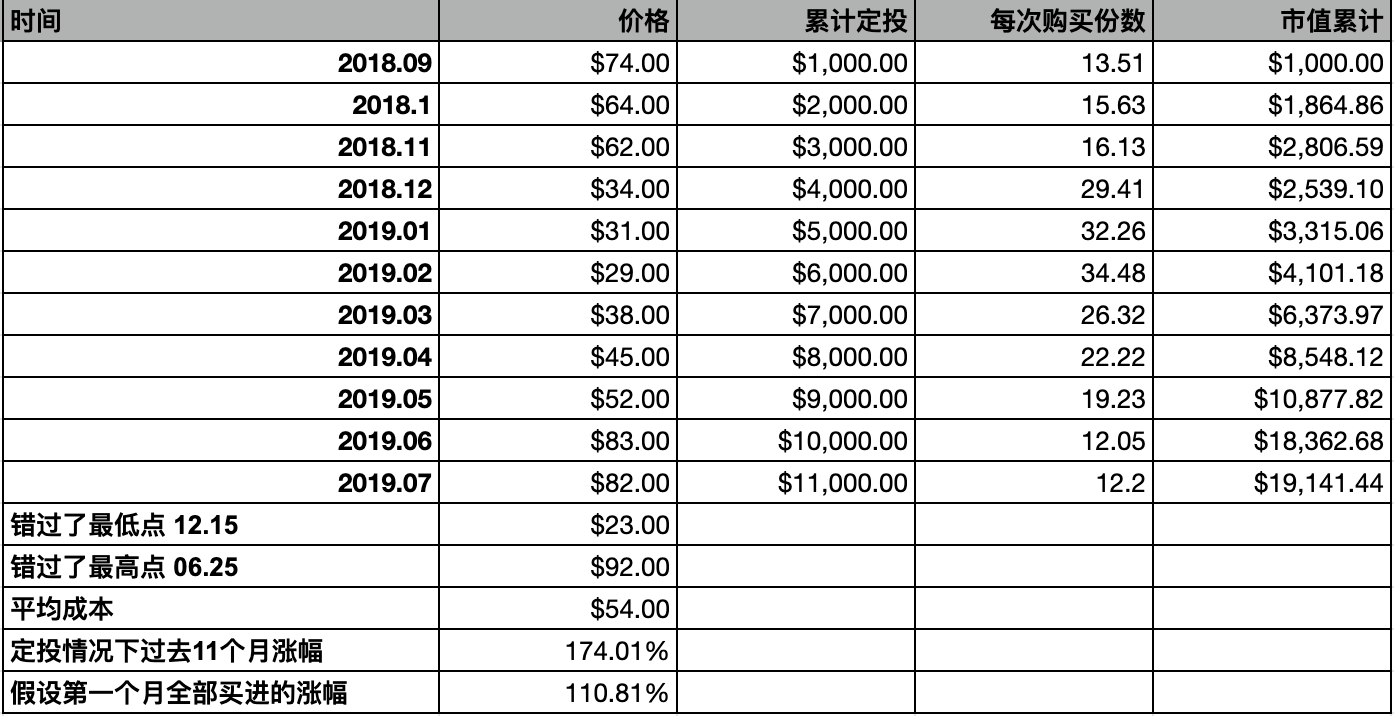 时间 价格 累计定投 每次购买份数 市值累计
2018.09 $74.00 $1,000.00 13.51 $1,000.00
2018.1 $64.00 $2,000.00 15.63 $1,864.86
2018.11 $62.00 $3,000.00 16.13 $2,806.59
2018.12 $34.00 $4,000.00 29.41 $2,539.10
2019.01 $31.00 $5,000.00 32.26 $3,315.06
2019.02 $29.00 $6,000.00 34.48 $4,101.18
2019.03 $38.00 $7,000.00 26.32 $6,373.97
2019.04 $45.00 $8,000.00 22.22 $8,548.12
2019.05 $52.00 $9,000.00 19.23 $10,877.82
2019.06 $83.00 $10,000.00 12.05 $18,362.68
2019.07 $82.00 $11,000.00 12.2 $19,141.44
错过了最低点 12.15 $23.00
错过了最高点 06.25 $92.00
平均成本 $54.00
定投情况下过去11个月涨幅 174.01%
假设第一个月全部买进的涨幅 110.81%